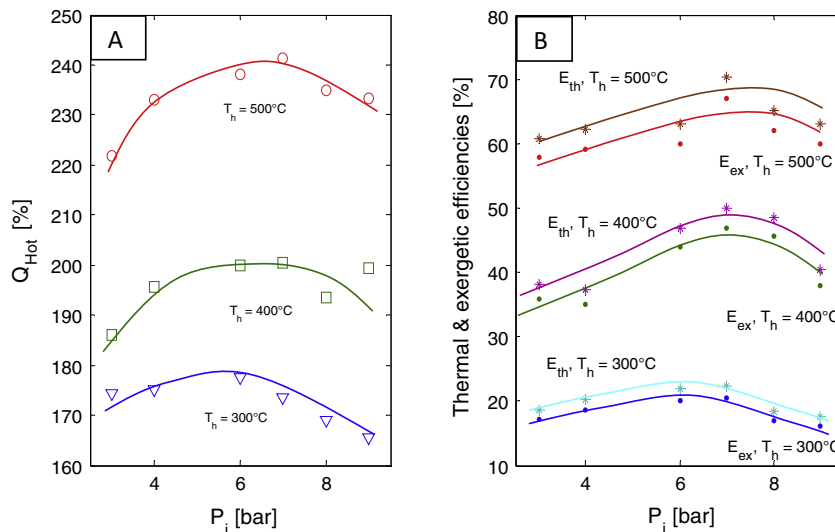 A
250
240
230
220
210
200
190
180
170
160
Q_Hot [%]
T_h = 500°C
T_h = 400°C
T_h = 300°C
4
6
8
P_i [bar]
B
80
70
60
50
40
30
20
10
Thermal & exergetic efficiencies [%]
E_th, T_h = 500°C
E_ex, T_h = 500°C
E_th, T_h = 400°C
E_ex, T_h = 400°C
E_th, T_h = 300°C
E_ex, T_h = 300°C
4
6
8
P_i [bar]